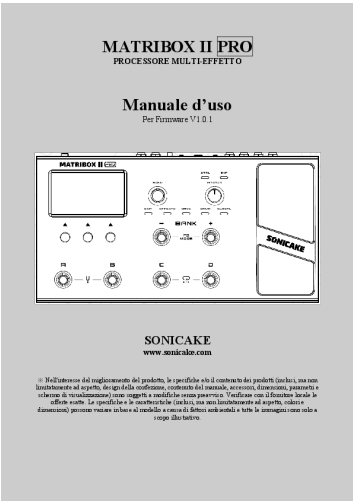 MATRIBOX II PRO
PROCESSORE MULTI-EFFETTO
Manuale d’uso
Per Firmware V1.0.1
MATRIBOX II PRO
CTRL EXP
− BANK +
SONICAKE
A B C D
SONICAKE
www.sonicake.com
※ Nell'interesse del miglioramento del prodotto, le specifiche e/o il contenuto dei prodotti (inclusi, ma non
limitatamente ad aspetto, design della confezione, contenuto del manuale, accessori, dimensioni, parametri e
schermo di visualizzazione) sono soggetti a modifiche senza preavviso. Verificare con il fornitore locale le
offerte esatte. Le specifiche e le caratteristiche (inclusi, ma non limitatamente ad aspetto, colori e
dimensioni) possono variare in base al modello a causa di fattori ambientali e tutte le immagini sono solo a
scopo illustrativo.